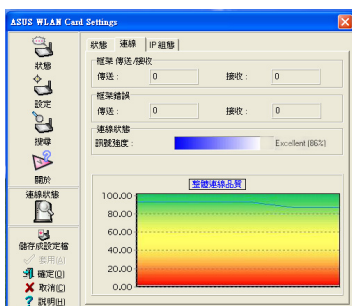 ASUS WLAN Card Settings
狀態 連線 IP組態
狀態
設定
搜尋
關於
連線狀態
儲存成設定檔
套用(A)
確定(O)
取消(C)
說明(H)
框架 傳送/接收
傳送： 0 接收： 0
框架錯誤
傳送： 0 接收： 0
連線狀態
訊號強度： Excellent (86%)
整體連線品質
100.00
80.00
60.00
40.00
20.00
0.00